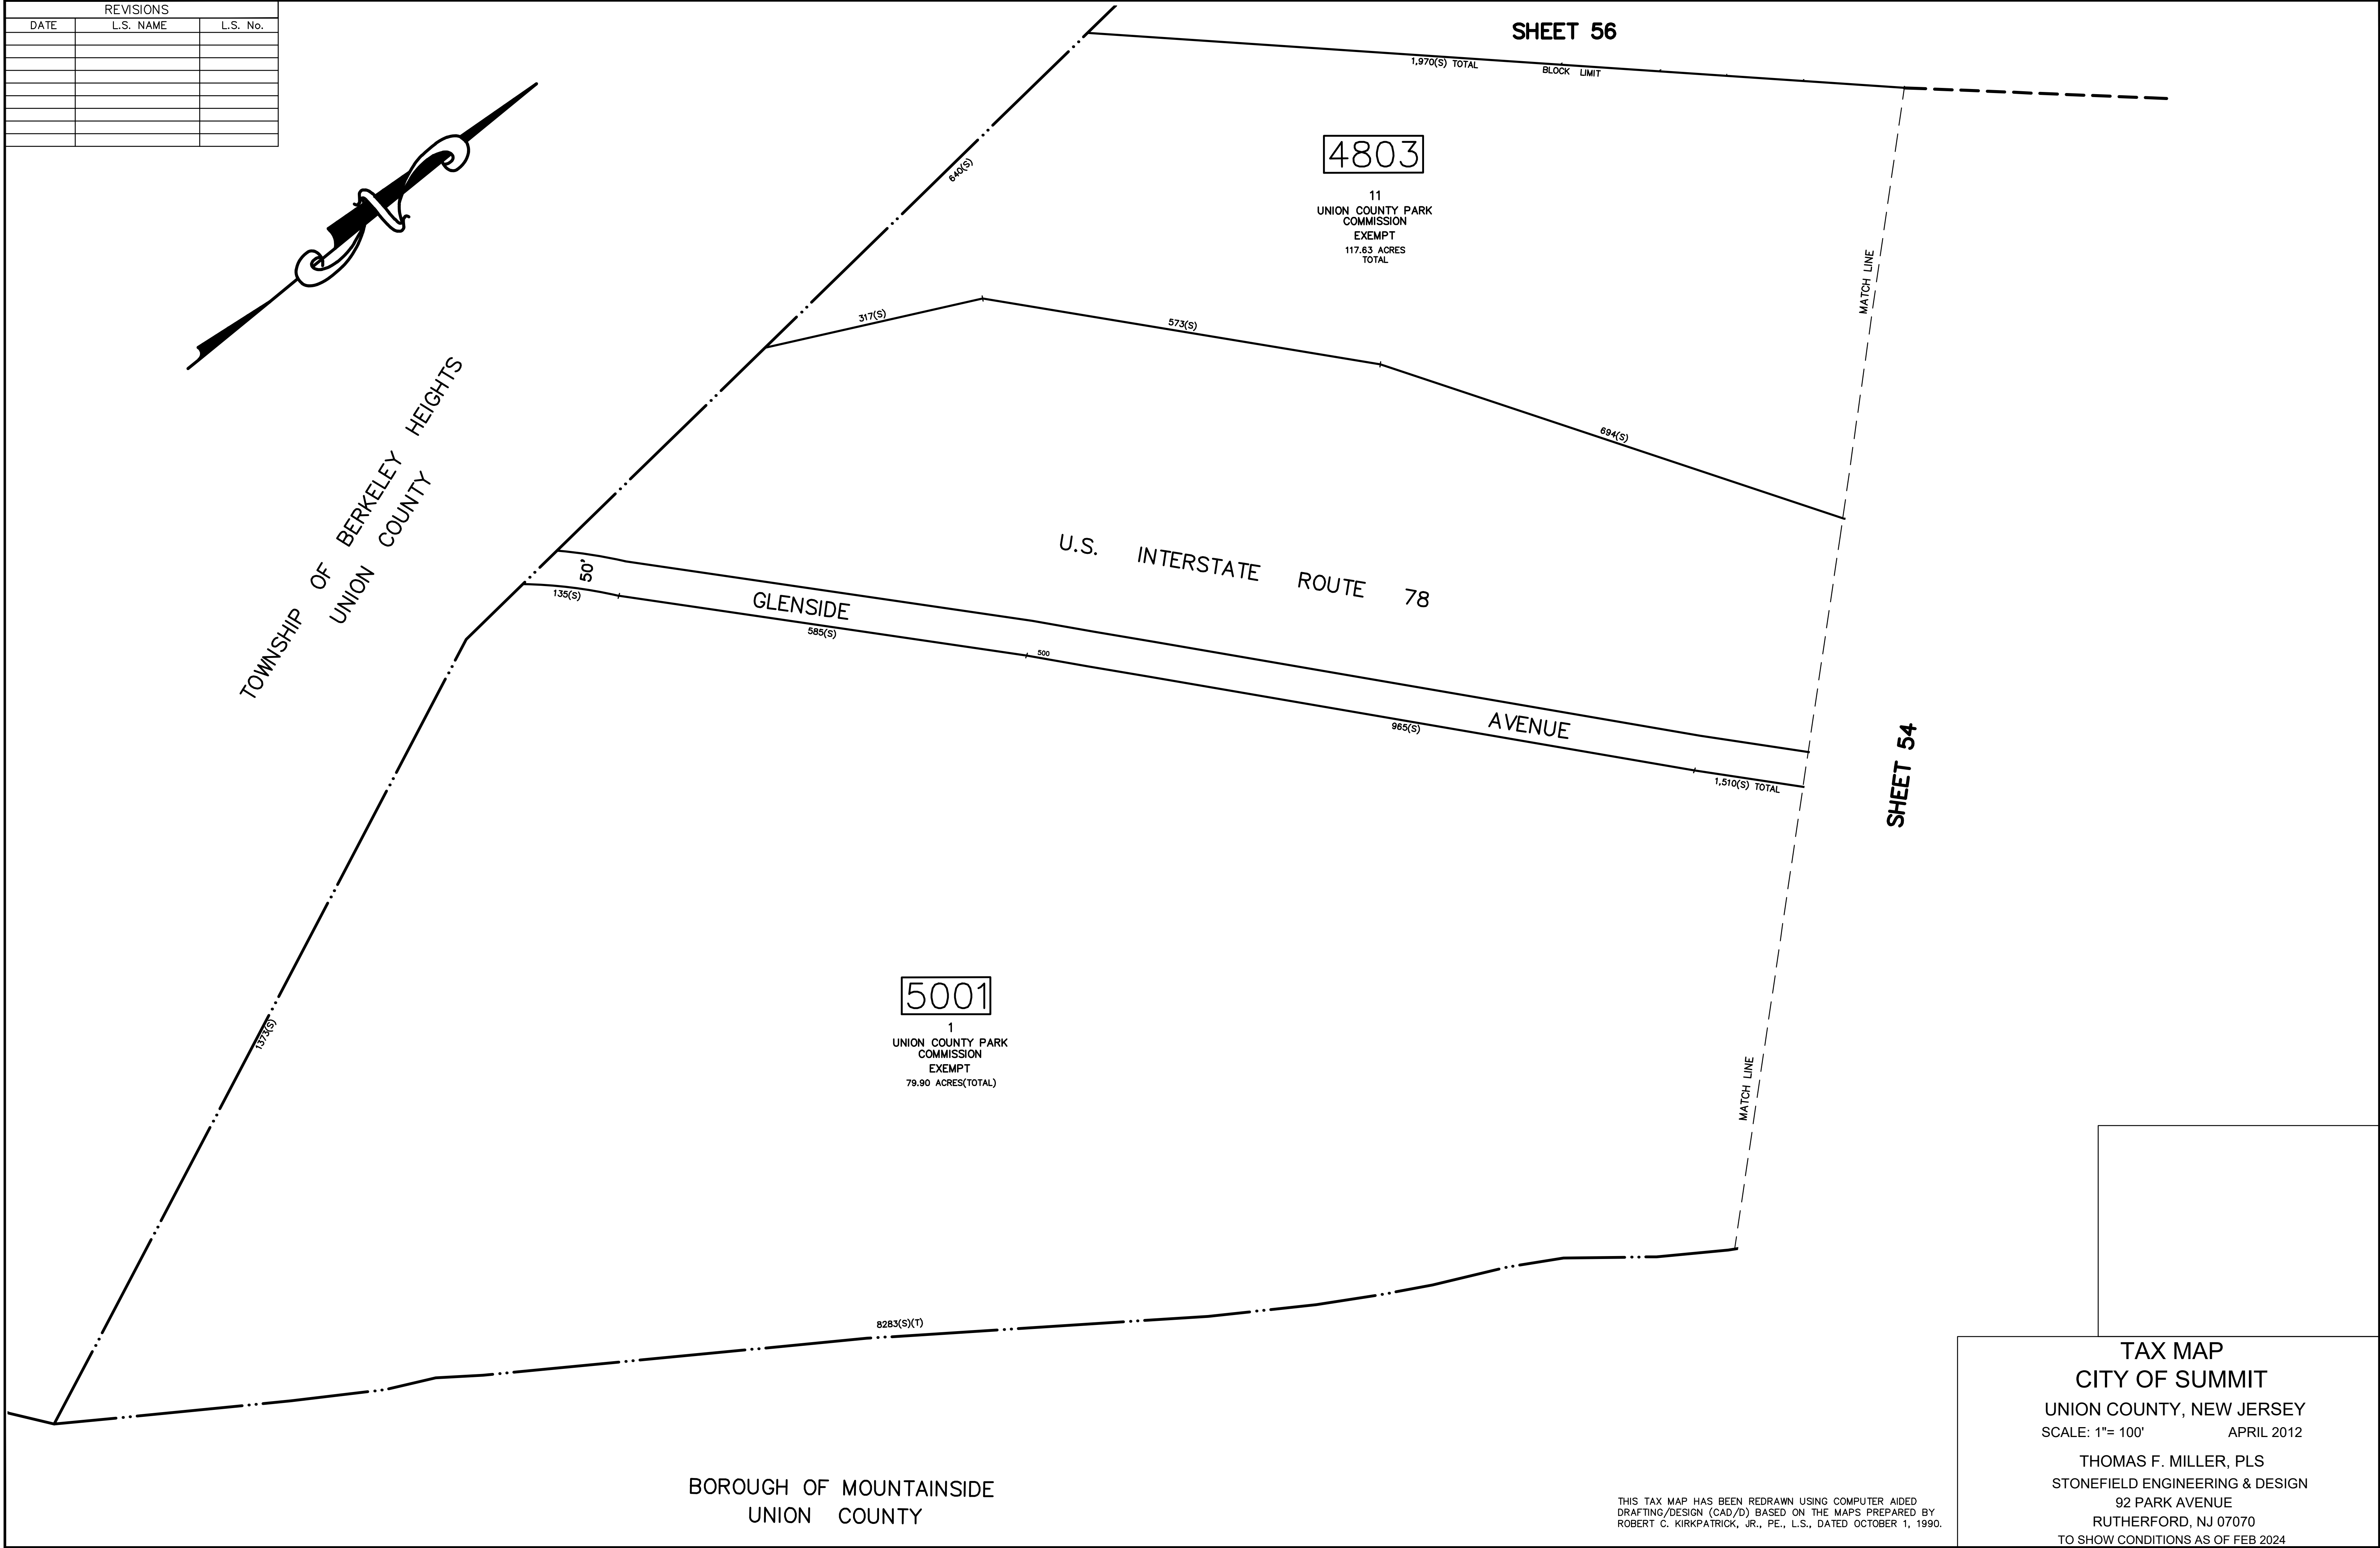 REVISIONS
DATE L.S. NAME L.S. No.
SHEET 56
1,970(S) TOTAL
BLOCK LIMIT
640(S)
4803
11
UNION COUNTY PARK
COMMISSION
EXEMPT
117.63 ACRES
TOTAL
MATCH LINE
317(S)
573(S)
694(S)
TOWNSHIP OF BERKELEY HEIGHTS
UNION COUNTY
U.S. INTERSTATE ROUTE 78
50'
135(S)
GLENSIDE
585(S)
500
AVENUE
965(S)
1,510(S) TOTAL
SHEET 54
5001
1
UNION COUNTY PARK
COMMISSION
EXEMPT
79.90 ACRES(TOTAL)
1373(S)
MATCH LINE
8283(S)(T)
BOROUGH OF MOUNTAINSIDE
UNION COUNTY
THIS TAX MAP HAS BEEN REDRAWN USING COMPUTER AIDED
DRAFTING/DESIGN (CAD/D) BASED ON THE MAPS PREPARED BY
ROBERT C. KIRKPATRICK, JR., PE., L.S., DATED OCTOBER 1, 1990.
TAX MAP
CITY OF SUMMIT
UNION COUNTY, NEW JERSEY
SCALE: 1"= 100' APRIL 2012
THOMAS F. MILLER, PLS
STONEFIELD ENGINEERING & DESIGN
92 PARK AVENUE
RUTHERFORD, NJ 07070
TO SHOW CONDITIONS AS OF FEB 2024